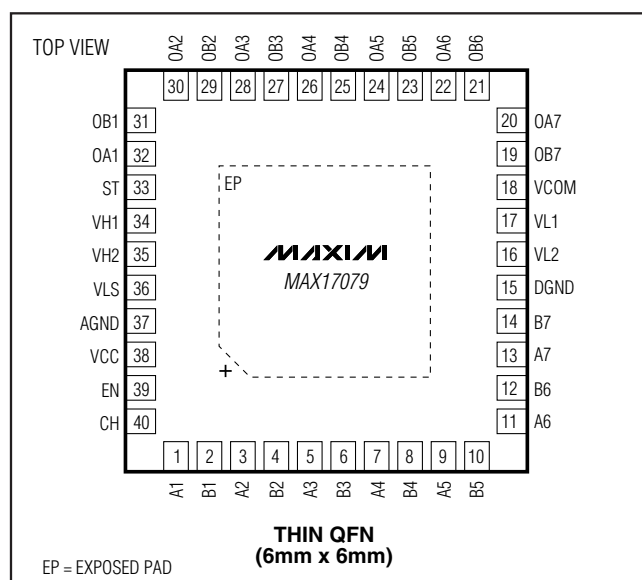 TOP VIEW
OA2 OB2 OA3 OB3 OA4 OB4 OA5 OB5 OA6 OB6
30 29 28 27 26 25 24 23 22 21
OB1 31
OA1 32
ST 33
VH1 34
VH2 35
VLS 36
AGND 37
VCC 38
EN 39
CH 40
EP
MAXIM
MAX17079
+
20 OA7
19 OB7
18 VCOM
17 VL1
16 VL2
15 DGND
14 B7
13 A7
12 B6
11 A6
1 2 3 4 5 6 7 8 9 10
A1 B1 A2 B2 A3 B3 A4 B4 A5 B5
THIN QFN
(6mm x 6mm)
EP = EXPOSED PAD